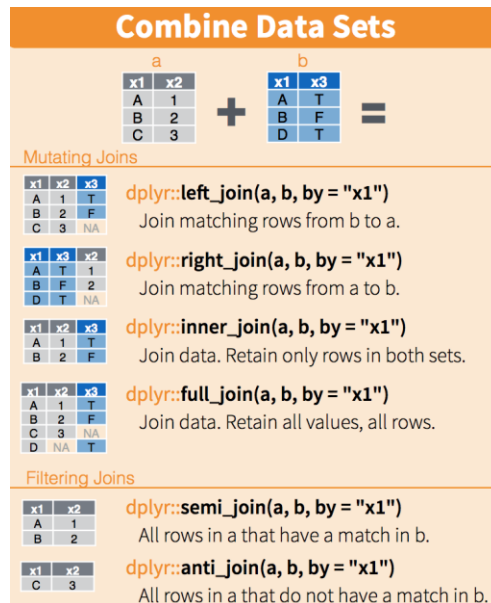 Combine Data Sets
a b
x1 x2 x1 x3
A 1 A T
B 2 + B F =
C 3 D T
Mutating Joins
x1 x2 x3
A 1 T
B 2 F
C 3 NA
dplyr::left_join(a, b, by = "x1")
Join matching rows from b to a.
x1 x3 x2
A T 1
B F 2
D T NA
dplyr::right_join(a, b, by = "x1")
Join matching rows from a to b.
x1 x2 x3
A 1 T
B 2 F
dplyr::inner_join(a, b, by = "x1")
Join data. Retain only rows in both sets.
x1 x2 x3
A 1 T
B 2 F
C 3 NA
D NA T
dplyr::full_join(a, b, by = "x1")
Join data. Retain all values, all rows.
Filtering Joins
x1 x2
A 1
B 2
dplyr::semi_join(a, b, by = "x1")
All rows in a that have a match in b.
x1 x2
C 3
dplyr::anti_join(a, b, by = "x1")
All rows in a that do not have a match in b.